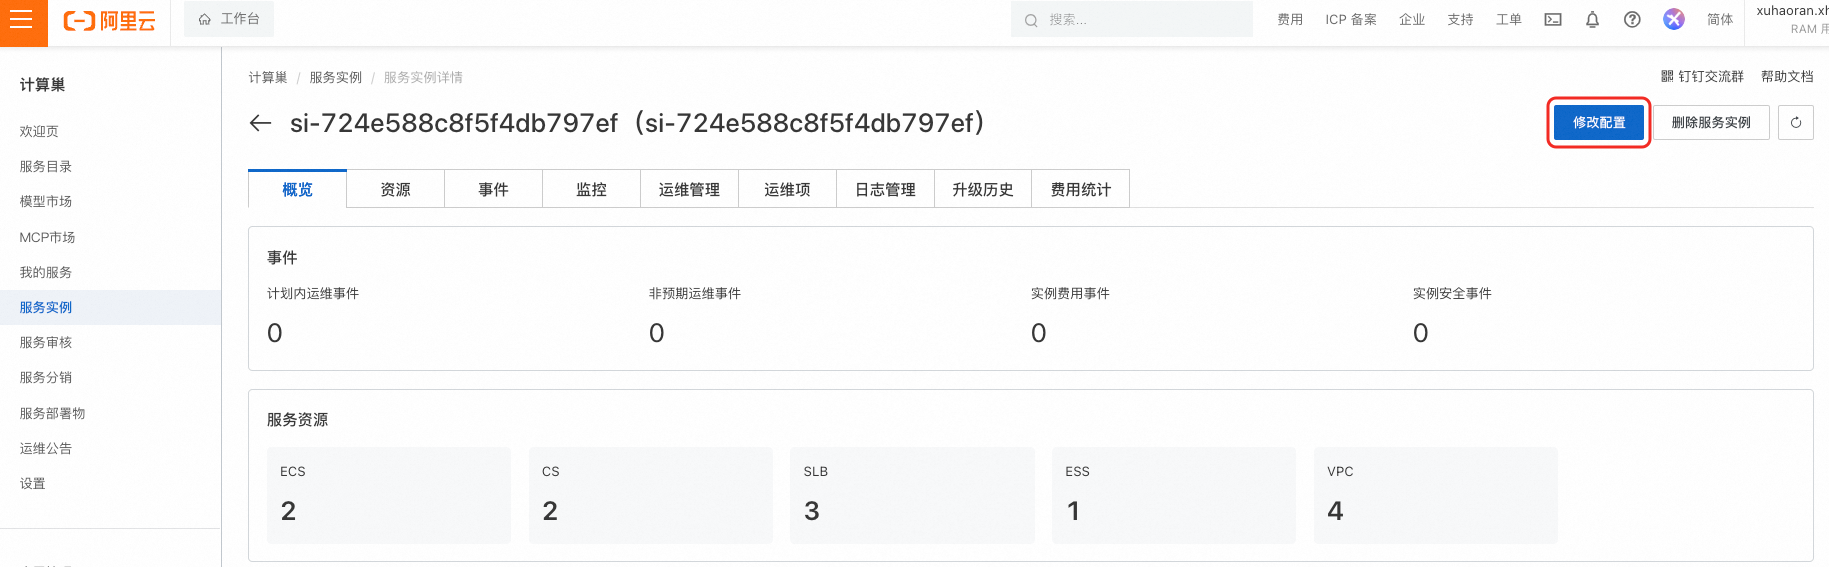 阿里云
工作台
搜索...
费用
ICP 备案
企业
支持
工单
简体
xuhaoran.xh
RAM 用
计算巢
欢迎页
服务目录
模型市场
MCP市场
我的服务
服务实例
服务审核
服务分销
服务部署物
运维公告
设置
计算巢 / 服务实例 / 服务实例详情
钉钉交流群 帮助文档
si-724e588c8f5f4db797ef（si-724e588c8f5f4db797ef）
修改配置
删除服务实例
概览
资源
事件
监控
运维管理
运维项
日志管理
升级历史
费用统计
事件
计划内运维事件
0
非预期运维事件
0
实例费用事件
0
实例安全事件
0
服务资源
ECS
2
CS
2
SLB
3
ESS
1
VPC
4